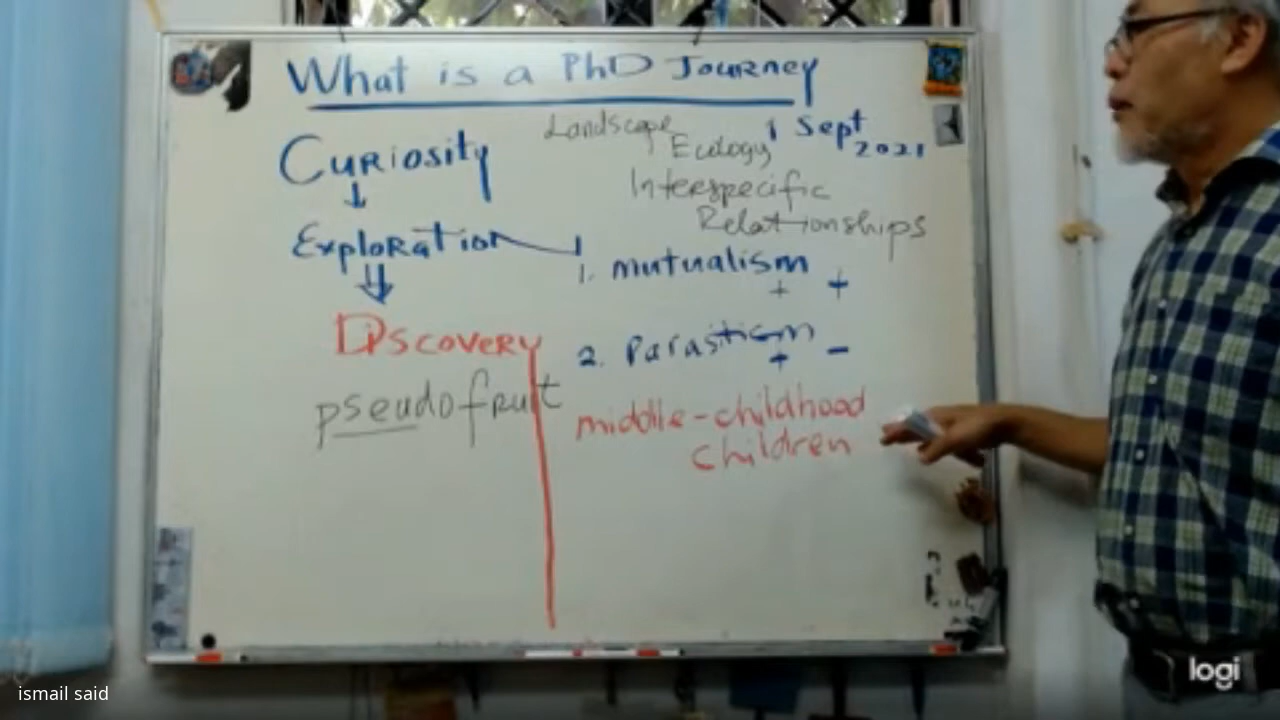 What is a PhD Journey
Landscape
Ecology
1 Sept
2021
Curiosity
Interspecific
Relationships
Exploration
1. mutualism
+ +
Discovery
2. Parasitism
+ -
pseudofruit
middle-childhood
children
logi
ismail said